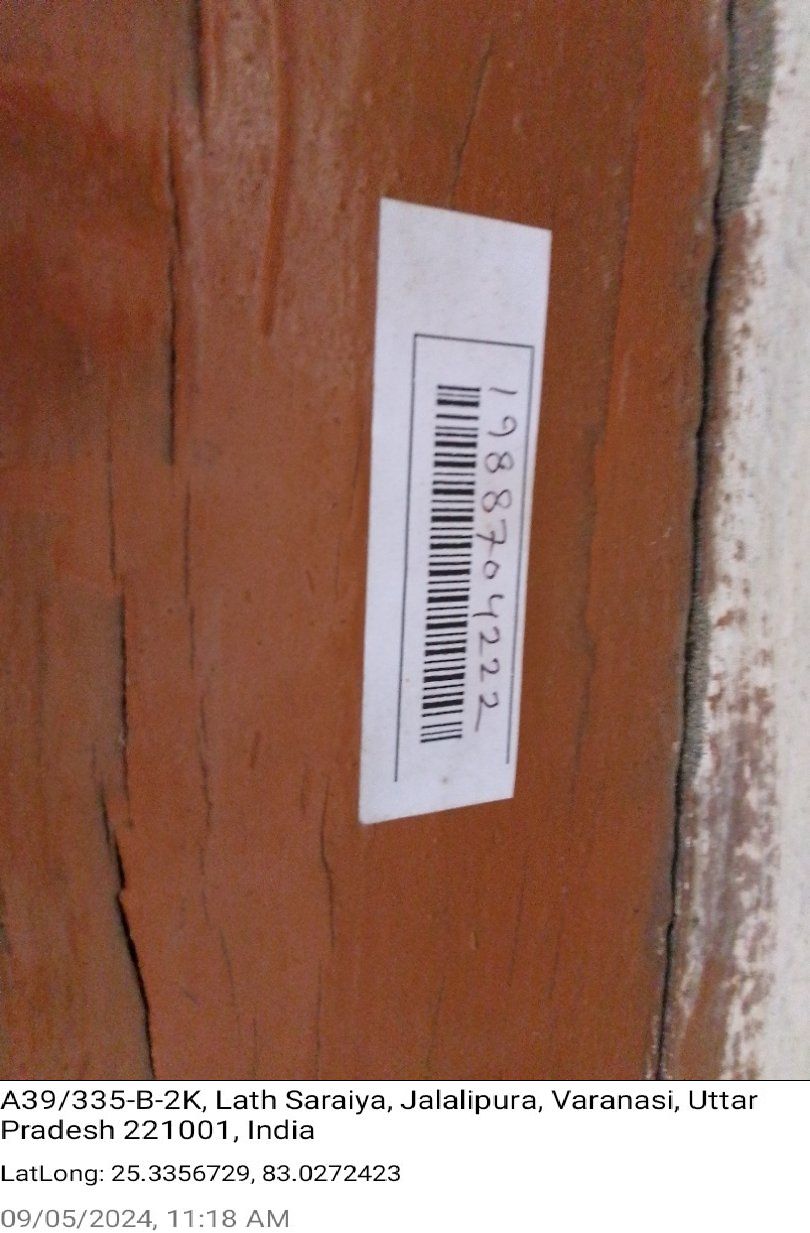 19887042222
A39/335-B-2K, Lath Saraiya, Jalalipura, Varanasi, Uttar
Pradesh 221001, India
LatLong: 25.3356729, 83.0272423
09/05/2024, 11:18 AM